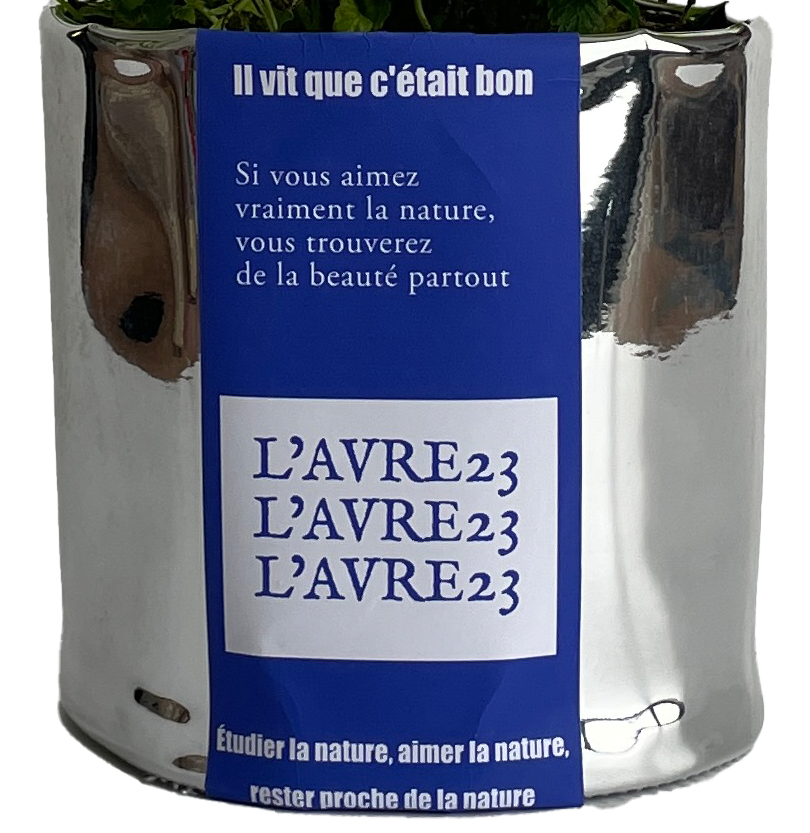 Il vit que c'était bon
Si vous aimez
vraiment la nature,
vous trouverez
de la beauté partout
L'AVRE23
L'AVRE23
L'AVRE23
Étudier la nature, aimer la nature,
rester proche de la nature